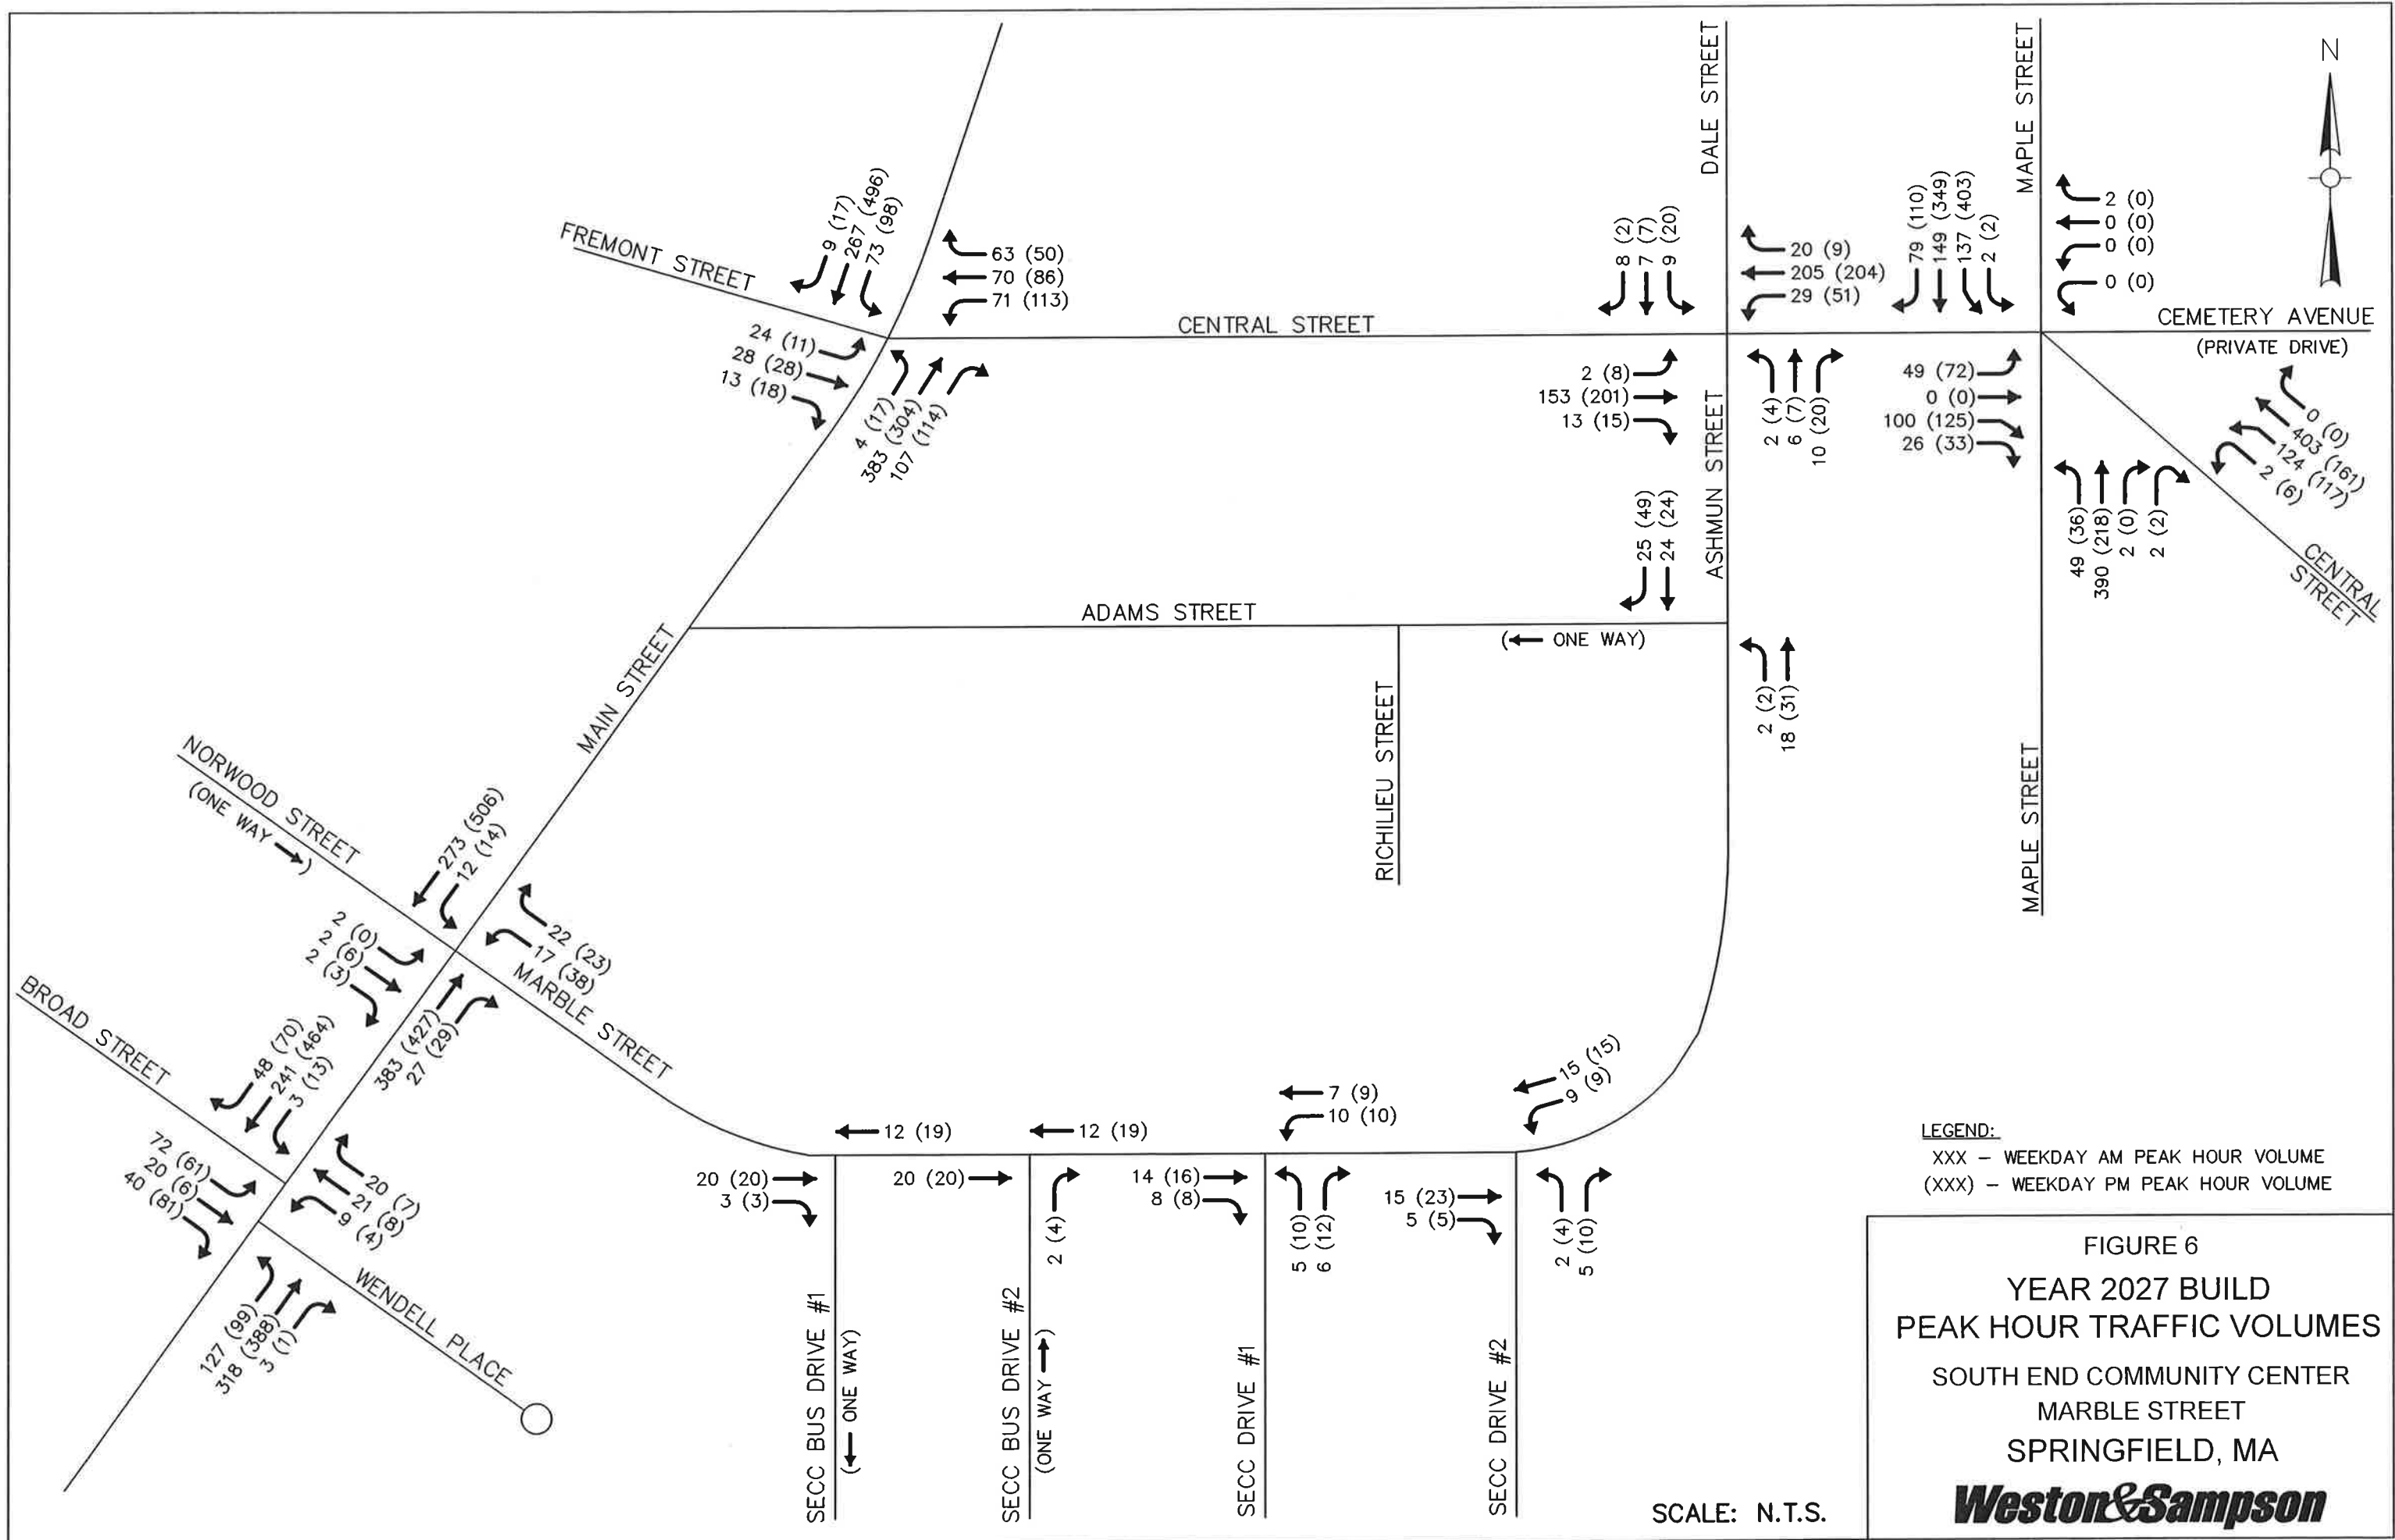 DALE STREET
MAPLE STREET
N
FREMONT STREET
9 (17)
267 (496)
73 (98)
63 (50)
70 (86)
71 (113)
24 (11)
28 (28)
13 (18)
4 (17)
383 (304)
107 (114)
CENTRAL STREET
8 (2)
7 (7)
9 (20)
20 (9)
205 (204)
29 (51)
2 (8)
153 (201)
13 (15)
2 (4)
6 (7)
10 (20)
79 (110)
149 (349)
137 (403)
2 (2)
2 (0)
0 (0)
0 (0)
0 (0)
CEMETERY AVENUE
(PRIVATE DRIVE)
49 (72)
0 (0)
100 (125)
26 (33)
49 (36)
390 (218)
2 (0)
2 (2)
0 (0)
403 (161)
124 (117)
2 (6)
CENTRAL
STREET
ASHMUN STREET
25 (49)
24 (24)
ADAMS STREET
(← ONE WAY)
2 (2)
18 (31)
RICHILIEU STREET
MAPLE STREET
MAIN STREET
NORWOOD STREET
(ONE WAY →)
273 (506)
12 (14)
22 (23)
17 (38)
2 (0)
2 (6)
2 (3)
383 (427)
27 (29)
MARBLE STREET
BROAD STREET
48 (70)
241 (464)
3 (13)
72 (61)
20 (6)
40 (81)
20 (7)
21 (8)
9 (4)
127 (99)
318 (388)
3 (1)
WENDELL PLACE
12 (19)
20 (20)
3 (3)
12 (19)
20 (20)
2 (4)
7 (9)
10 (10)
14 (16)
8 (8)
5 (10)
6 (12)
15 (15)
9 (9)
15 (23)
5 (5)
2 (4)
5 (10)
SECC BUS DRIVE #1
(← ONE WAY)
SECC BUS DRIVE #2
(ONE WAY →)
SECC DRIVE #1
SECC DRIVE #2
LEGEND:
XXX – WEEKDAY AM PEAK HOUR VOLUME
(XXX) – WEEKDAY PM PEAK HOUR VOLUME
SCALE: N.T.S.
FIGURE 6
YEAR 2027 BUILD
PEAK HOUR TRAFFIC VOLUMES
SOUTH END COMMUNITY CENTER
MARBLE STREET
SPRINGFIELD, MA
Weston&Sampson